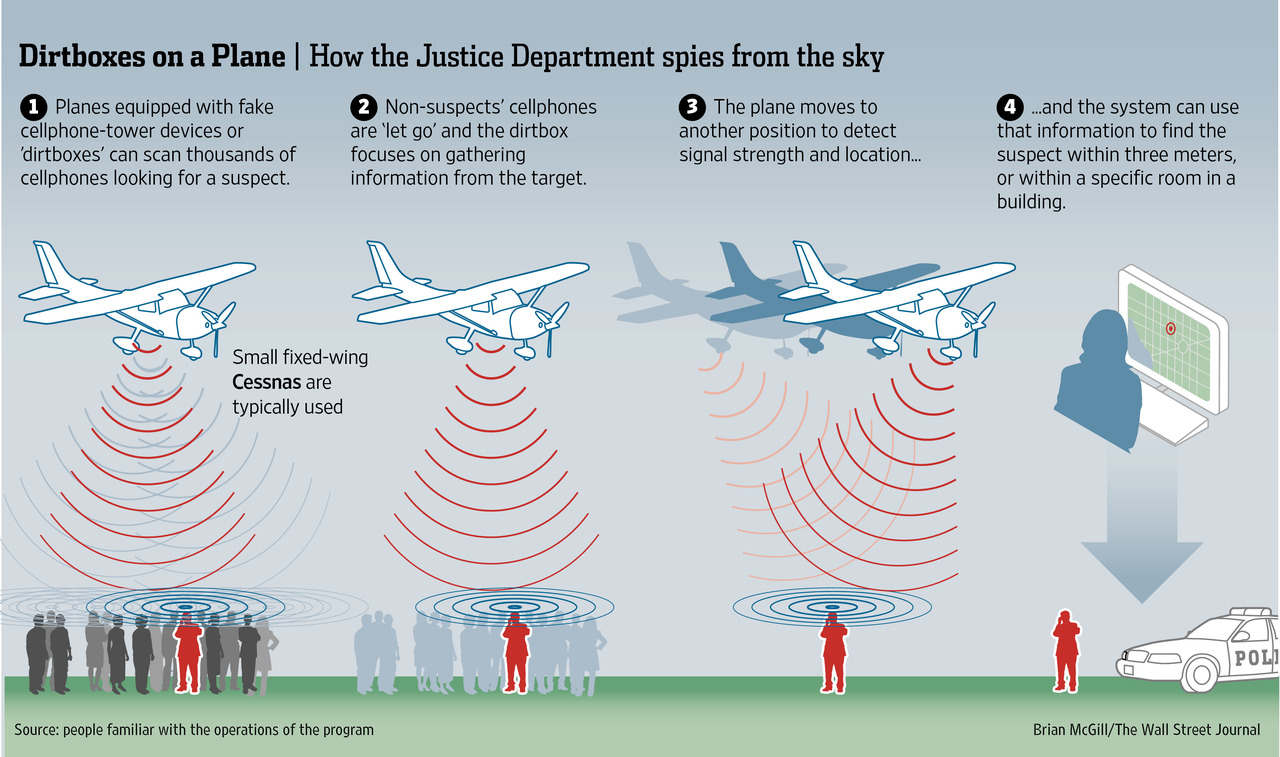 Dirtboxes on a Plane | How the Justice Department spies from the sky
1 Planes equipped with fake
cellphone-tower devices or
'dirtboxes' can scan thousands of
cellphones looking for a suspect.
2 Non-suspects' cellphones
are 'let go' and the dirtbox
focuses on gathering
information from the target.
3 The plane moves to
another position to detect
signal strength and location...
4 ...and the system can use
that information to find the
suspect within three meters,
or within a specific room in a
building.
Small fixed-wing
Cessnas are
typically used
POLI
Source: people familiar with the operations of the program
Brian McGill/The Wall Street Journal